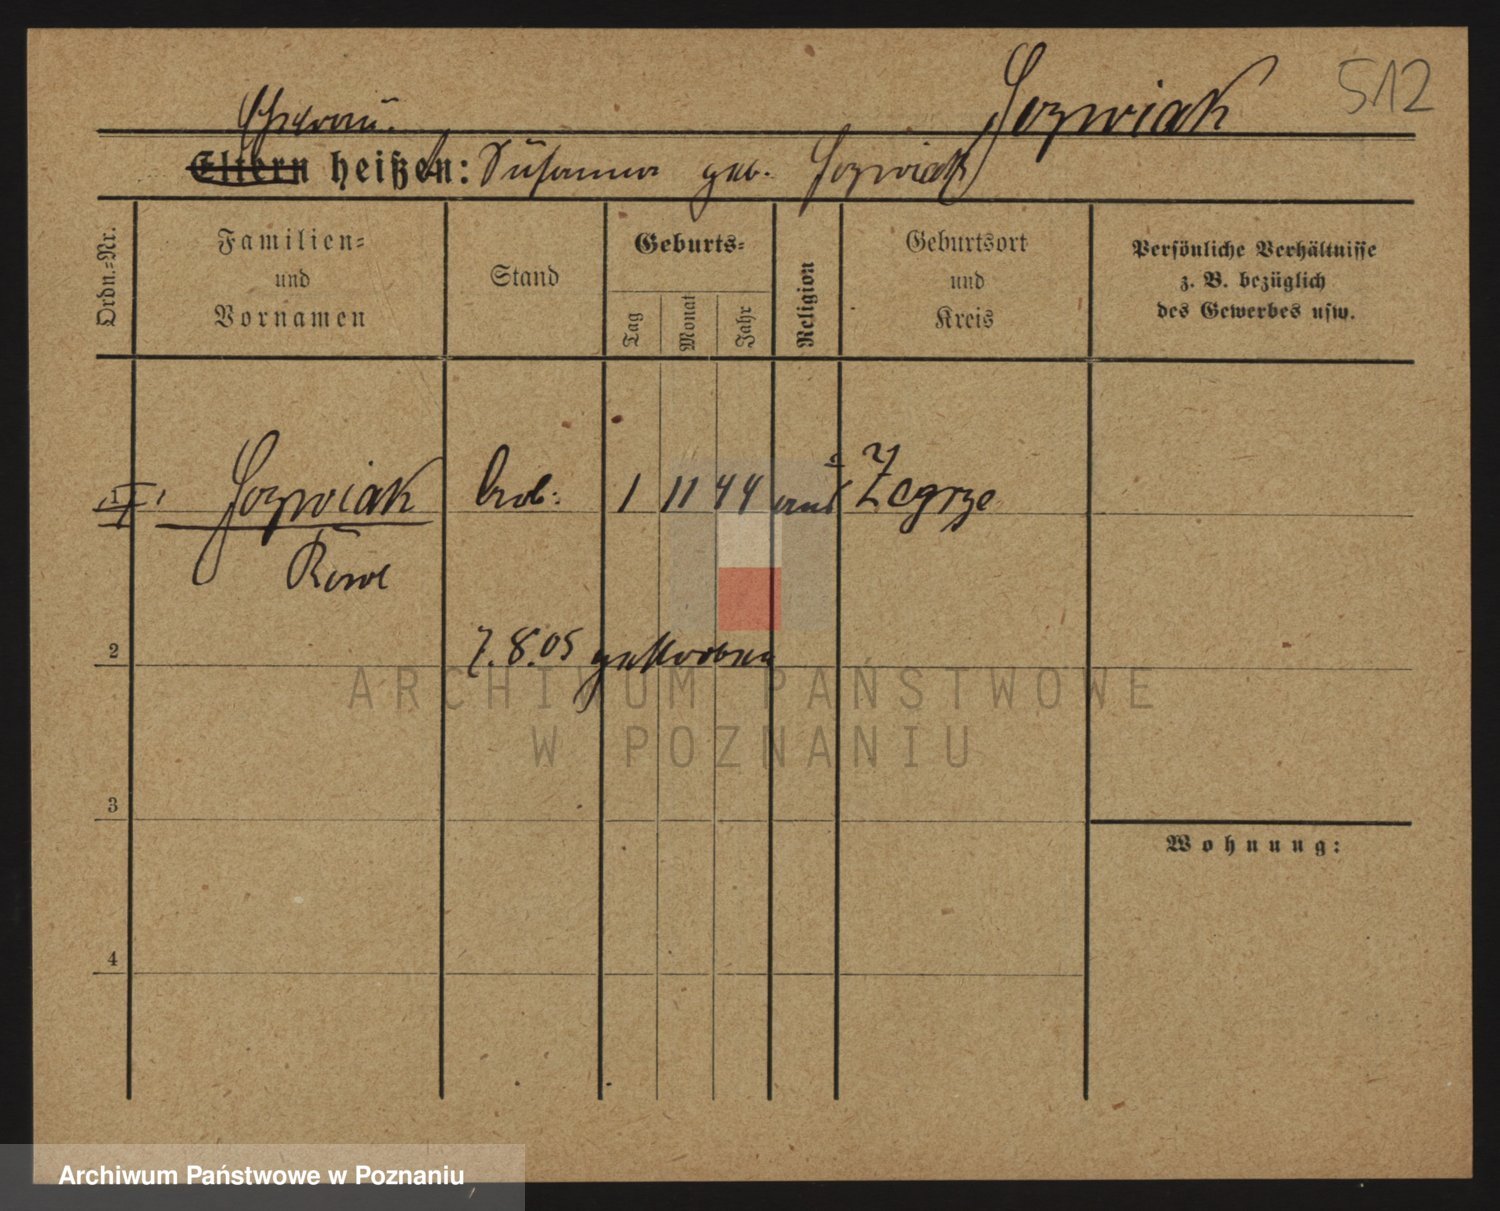 Jozwiak 512
Ehefrau.
Eltern heißen: Susanna geb. Jozwiak
Ordn.-Nr.
Familien-
und
Vornamen
Stand
Geburts-
Tag
Monat
Jahr
Religion
Geburtsort
und
Kreis
Persönliche Verhältnisse
z. B. bezüglich
des Gewerbes usw.
1 Jozwiak Arb. 1 11 44 Zegrze
7.8.05 gestorben
2
3
4
Wohnung:
ARCHIWUM PAŃSTWOWE
W POZNANIU
Archiwum Państwowe w Poznaniu